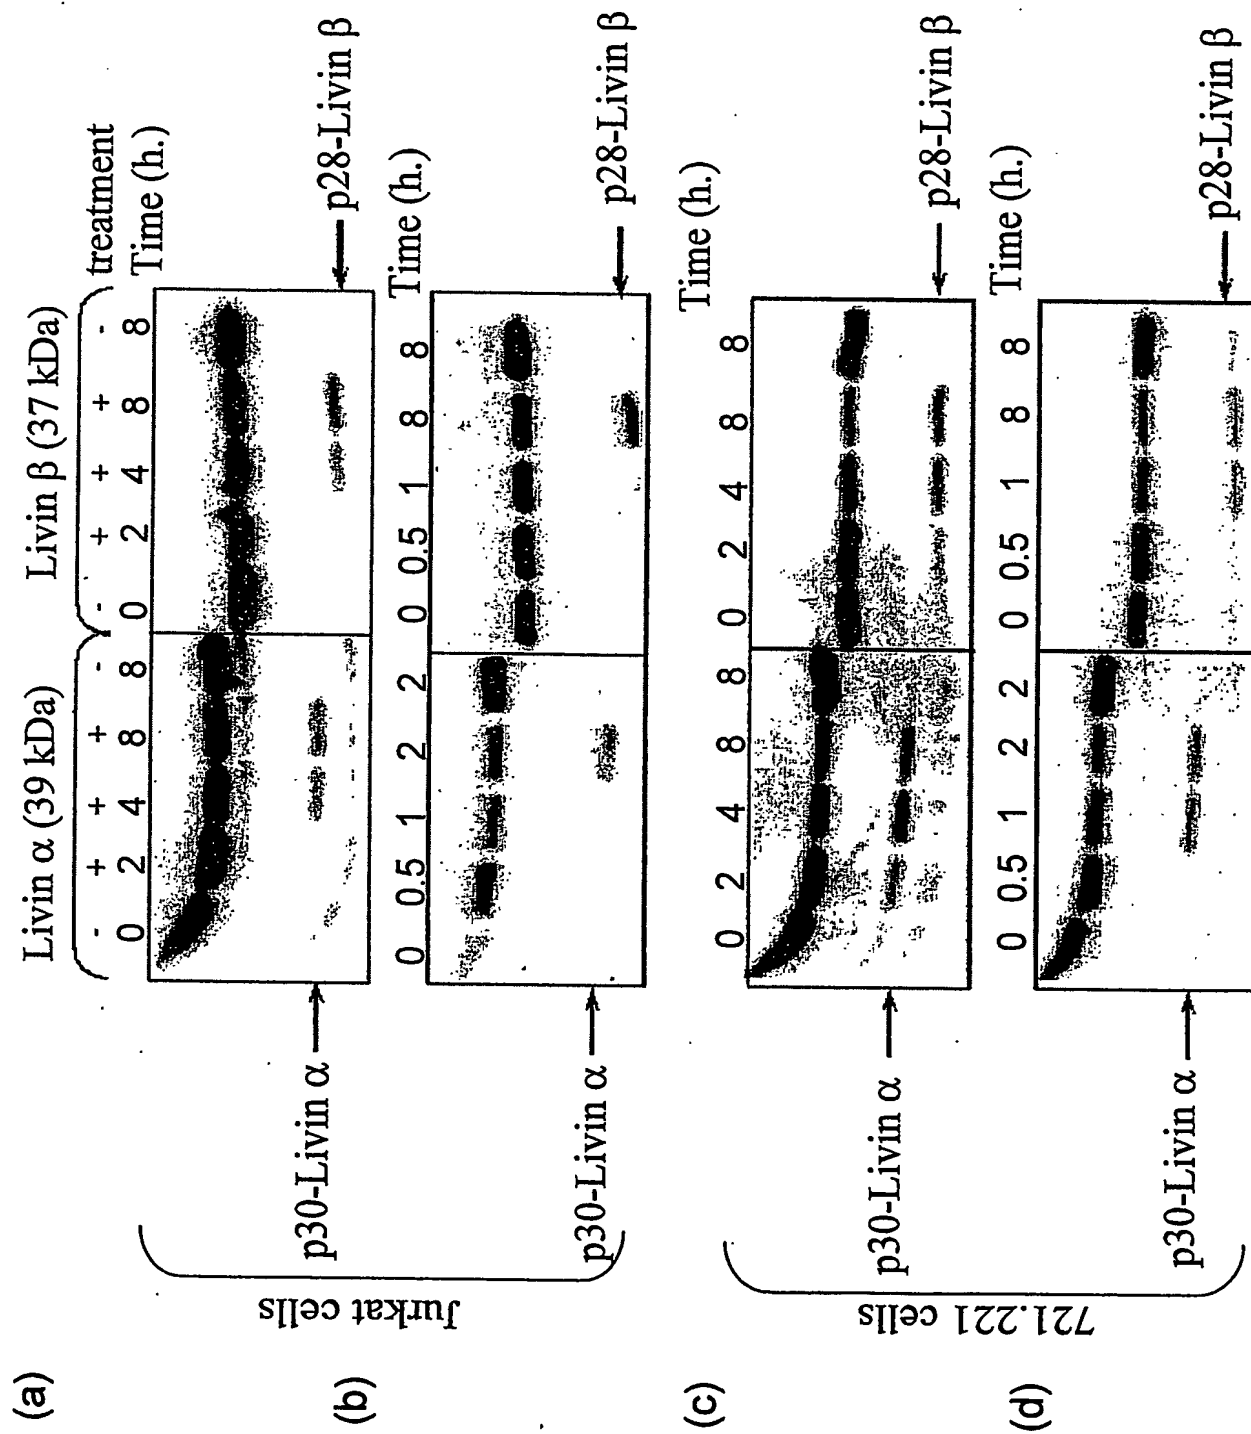 (a)
Livin α (39 kDa) Livin β (37 kDa)
- + + + - - + + + - treatment
0 2 4 8 8 0 2 4 8 8 Time (h.)
p30-Livin α
p28-Livin β
(b)
0 0.5 1 2 2 0 0.5 1 8 8 Time (h.)
p30-Livin α
p28-Livin β
Jurkat cells
(c)
0 2 4 8 8 0 2 4 8 8 Time (h.)
p30-Livin α
p28-Livin β
(d)
0 0.5 1 2 2 0 0.5 1 8 8 Time (h.)
p30-Livin α
p28-Livin β
721.221 cells